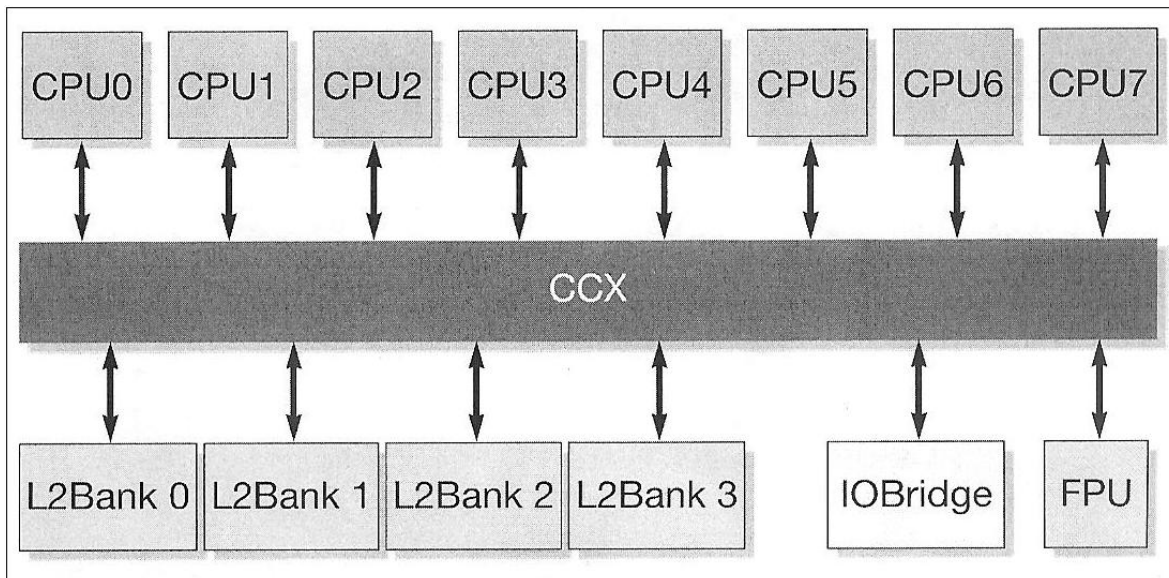 CPU0 CPU1 CPU2 CPU3 CPU4 CPU5 CPU6 CPU7
CCX
L2Bank 0 L2Bank 1 L2Bank 2 L2Bank 3 IOBridge FPU